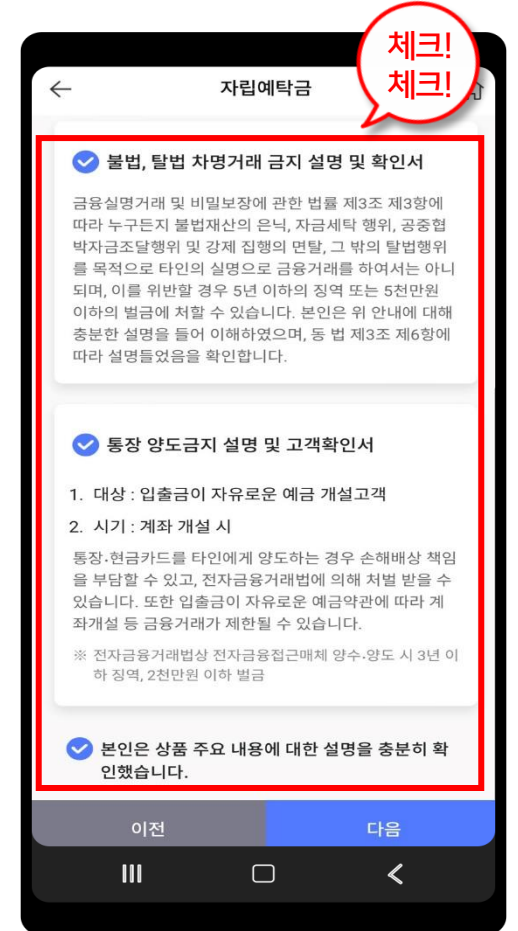 체크!
체크!
자립예탁금
불법, 탈법 차명거래 금지 설명 및 확인서
금융실명거래 및 비밀보장에 관한 법률 제3조 제3항에
따라 누구든지 불법재산의 은닉, 자금세탁 행위, 공중협
박자금조달행위 및 강제 집행의 면탈, 그 밖의 탈법행위
를 목적으로 타인의 실명으로 금융거래를 하여서는 아니
되며, 이를 위반할 경우 5년 이하의 징역 또는 5천만원
이하의 벌금에 처할 수 있습니다. 본인은 위 안내에 대해
충분한 설명을 들어 이해하였으며, 동 법 제3조 제6항에
따라 설명들었음을 확인합니다.
통장 양도금지 설명 및 고객확인서
1. 대상 : 입출금이 자유로운 예금 개설고객
2. 시기 : 계좌 개설 시
통장·현금카드를 타인에게 양도하는 경우 손해배상 책임
을 부담할 수 있고, 전자금융거래법에 의해 처벌 받을 수
있습니다. 또한 입출금이 자유로운 예금약관에 따라 계
좌개설 등 금융거래가 제한될 수 있습니다.
※ 전자금융거래법상 전자금융접근매체 양수·양도 시 3년 이
하 징역, 2천만원 이하 벌금
본인은 상품 주요 내용에 대한 설명을 충분히 확
인했습니다.
이전
다음